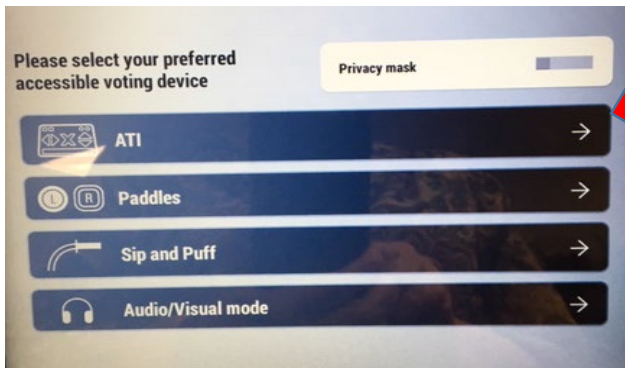 Please select your preferred
accessible voting device
Privacy mask
ATI
L R Paddles
Sip and Puff
Audio/Visual mode